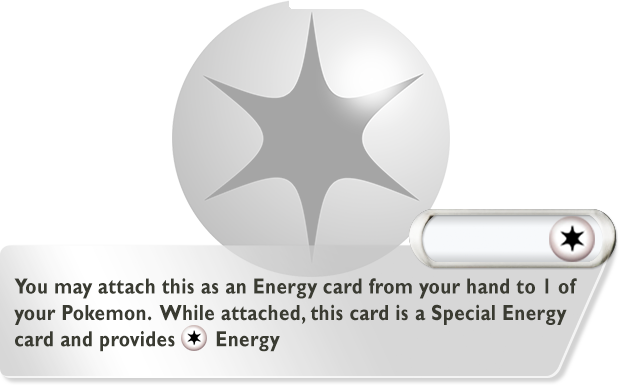 You may attach this as an Energy card from your hand to 1 of
your Pokemon. While attached, this card is a Special Energy
card and provides Energy